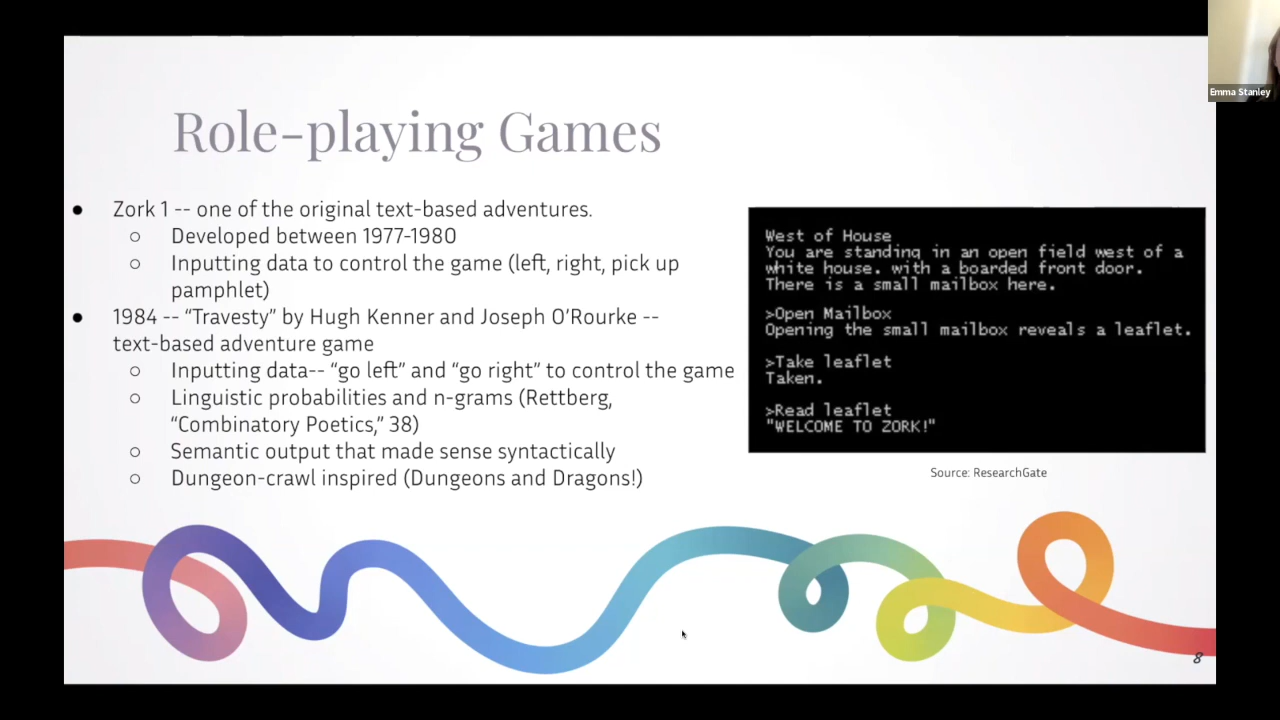 Emma Stanley
Role-playing Games
● Zork 1 -- one of the original text-based adventures.
○ Developed between 1977-1980
○ Inputting data to control the game (left, right, pick up
pamphlet)
● 1984 -- “Travesty” by Hugh Kenner and Joseph O’Rourke --
text-based adventure game
○ Inputting data-- “go left” and “go right” to control the game
○ Linguistic probabilities and n-grams (Rettberg,
“Combinatory Poetics,” 38)
○ Semantic output that made sense syntactically
○ Dungeon-crawl inspired (Dungeons and Dragons!)
West of House
You are standing in an open field west of a
white house. with a boarded front door.
There is a small mailbox here.
>Open Mailbox
Opening the small mailbox reveals a leaflet.
>Take leaflet
Taken.
>Read leaflet
"WELCOME TO ZORK!"
Source: ResearchGate
8